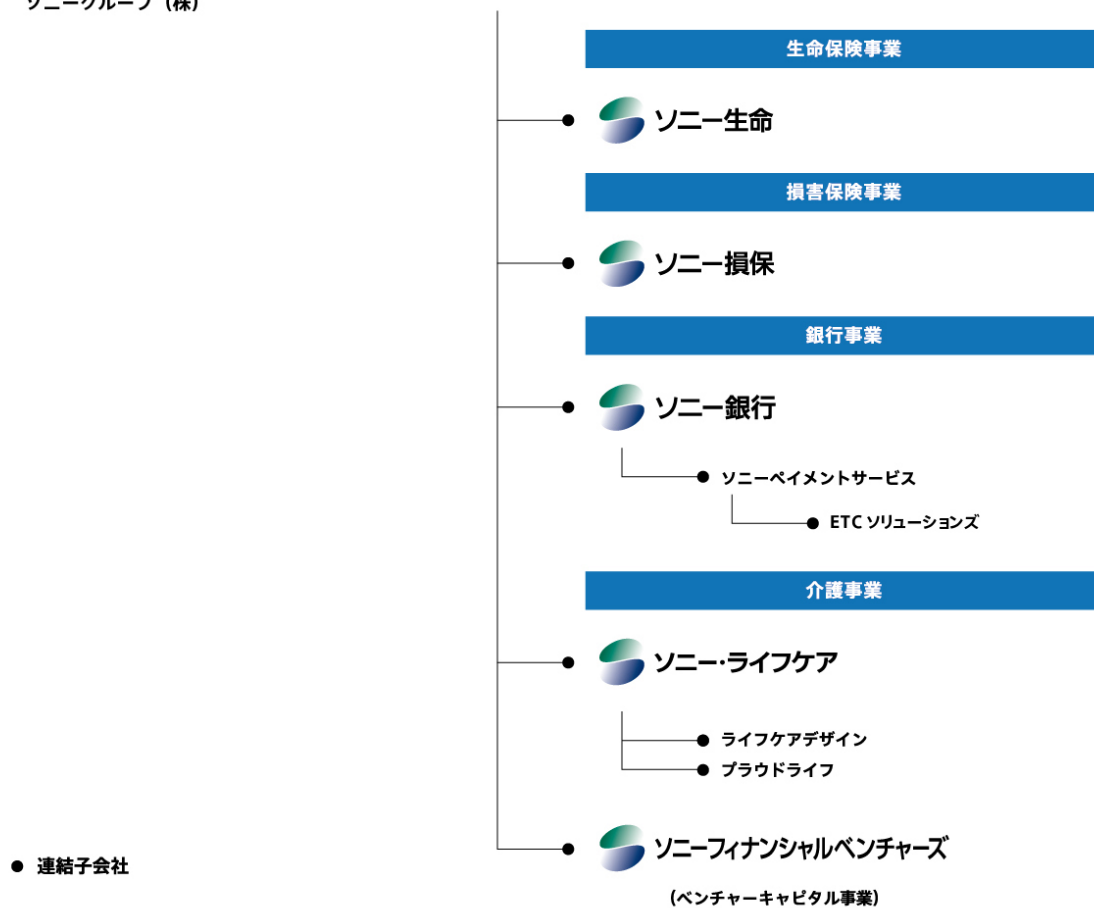 ソニーグループ（株）
生命保険事業
ソニー生命
損害保険事業
ソニー損保
銀行事業
ソニー銀行
ソニーペイメントサービス
ETC ソリューションズ
介護事業
ソニー・ライフケア
ライフケアデザイン
プラウドライフ
ソニーフィナンシャルベンチャーズ
(ベンチャーキャピタル事業)
● 連結子会社